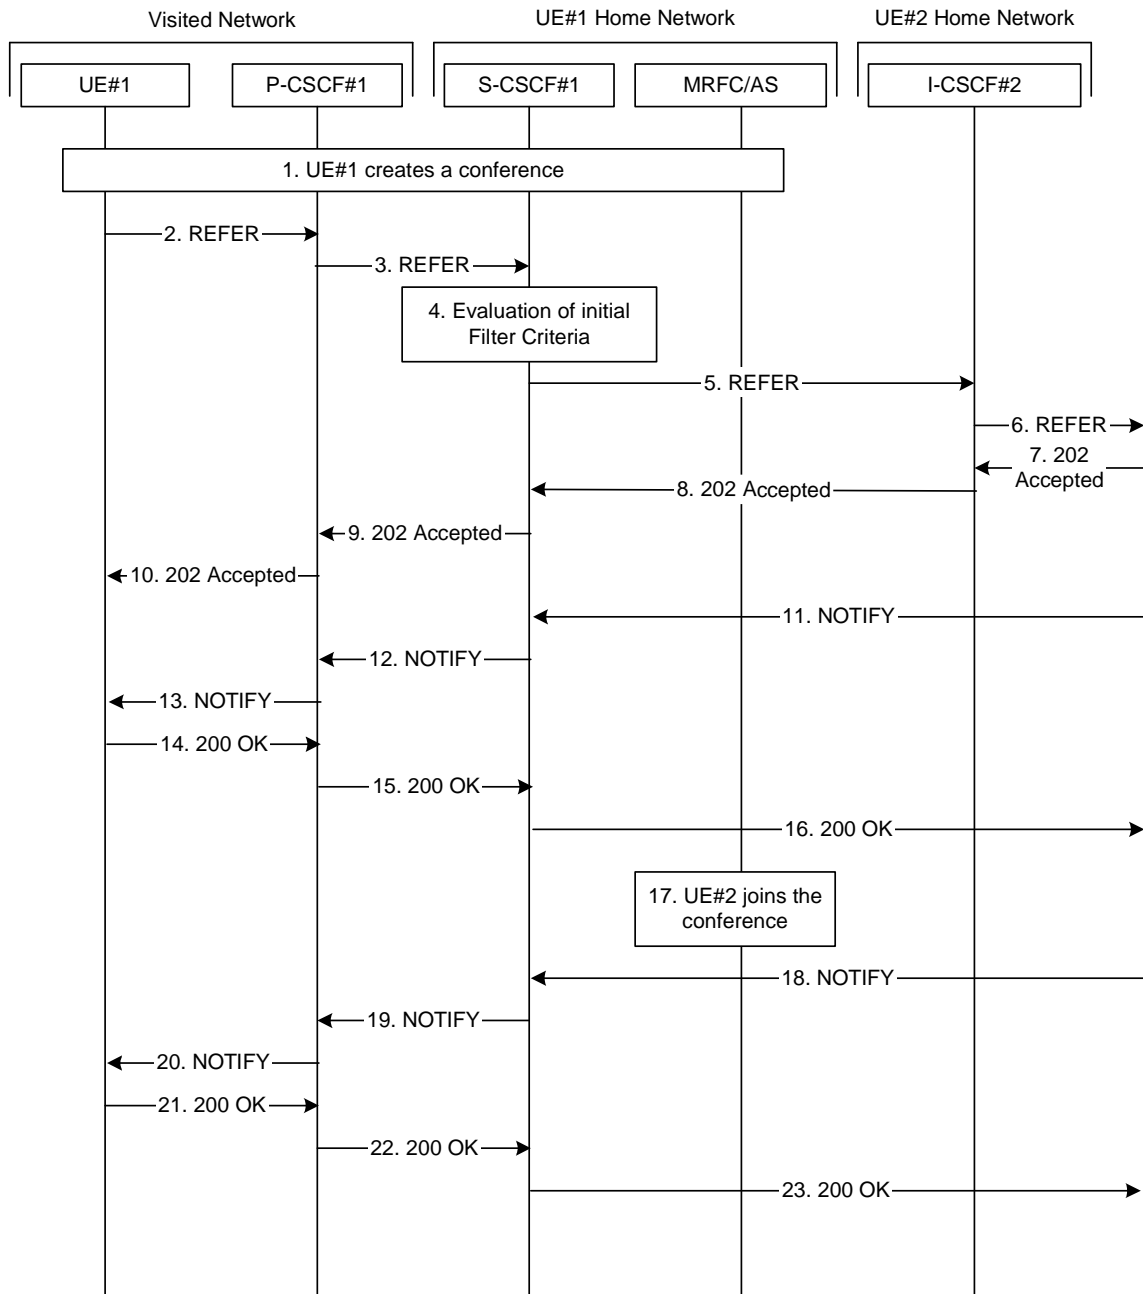 Visited Network
UE#1 Home Network
UE#2 Home Network
UE#1
P-CSCF#1
S-CSCF#1
MRFC/AS
I-CSCF#2
1. UE#1 creates a conference
2. REFER
3. REFER
4. Evaluation of initial
Filter Criteria
5. REFER
6. REFER
7. 202
Accepted
8. 202 Accepted
9. 202 Accepted
10. 202 Accepted
11. NOTIFY
12. NOTIFY
13. NOTIFY
14. 200 OK
15. 200 OK
16. 200 OK
17. UE#2 joins the
conference
18. NOTIFY
19. NOTIFY
20. NOTIFY
21. 200 OK
22. 200 OK
23. 200 OK